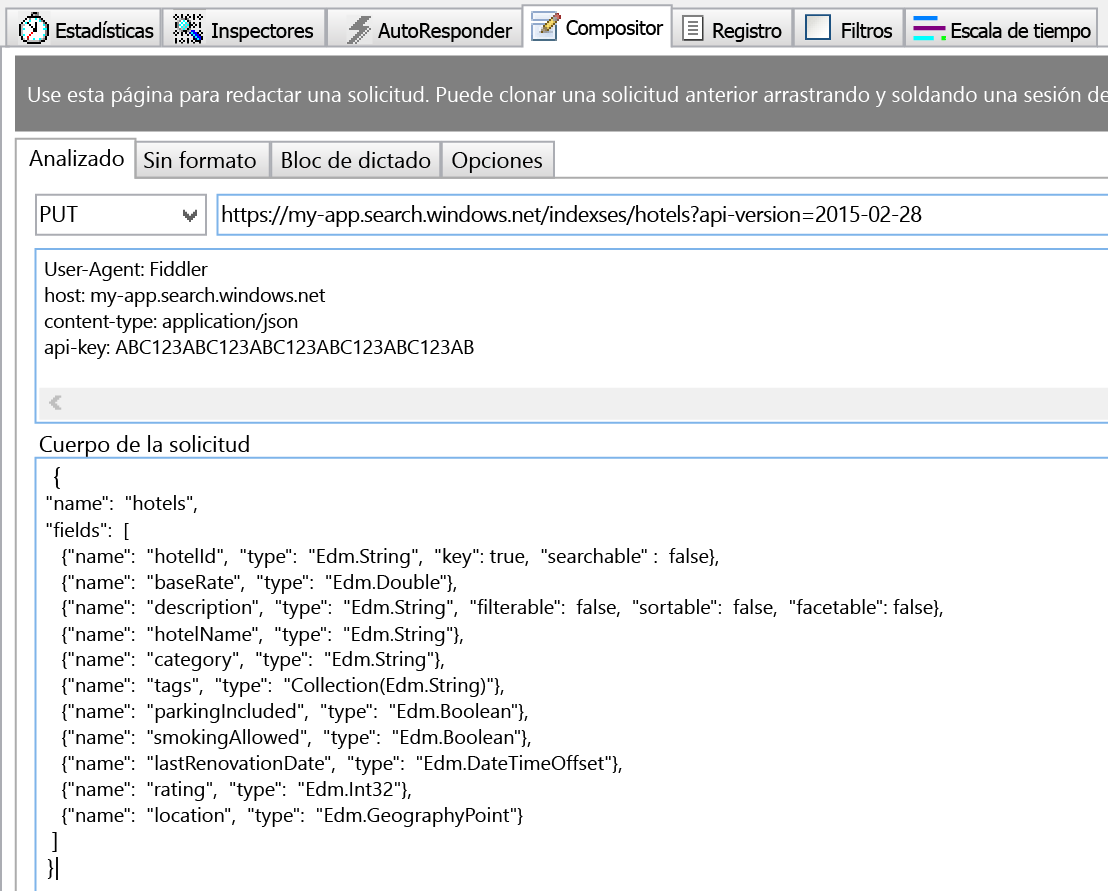 Estadísticas Inspectores AutoResponder Compositor Registro Filtros Escala de tiempo
Use esta página para redactar una solicitud. Puede clonar una solicitud anterior arrastrando y soldando una sesión de
Analizado Sin formato Bloc de dictado Opciones
PUT https://my-app.search.windows.net/indexses/hotels?api-version=2015-02-28
User-Agent: Fiddler
host: my-app.search.windows.net
content-type: application/json
api-key: ABC123ABC123ABC123ABC123ABC123AB
Cuerpo de la solicitud
{
"name": "hotels",
"fields": [
{"name": "hotelId", "type": "Edm.String", "key": true, "searchable" : false},
{"name": "baseRate", "type": "Edm.Double"},
{"name": "description", "type": "Edm.String", "filterable": false, "sortable": false, "facetable": false},
{"name": "hotelName", "type": "Edm.String"},
{"name": "category", "type": "Edm.String"},
{"name": "tags", "type": "Collection(Edm.String)"},
{"name": "parkingIncluded", "type": "Edm.Boolean"},
{"name": "smokingAllowed", "type": "Edm.Boolean"},
{"name": "lastRenovationDate", "type": "Edm.DateTimeOffset"},
{"name": "rating", "type": "Edm.Int32"},
{"name": "location", "type": "Edm.GeographyPoint"}
]
}